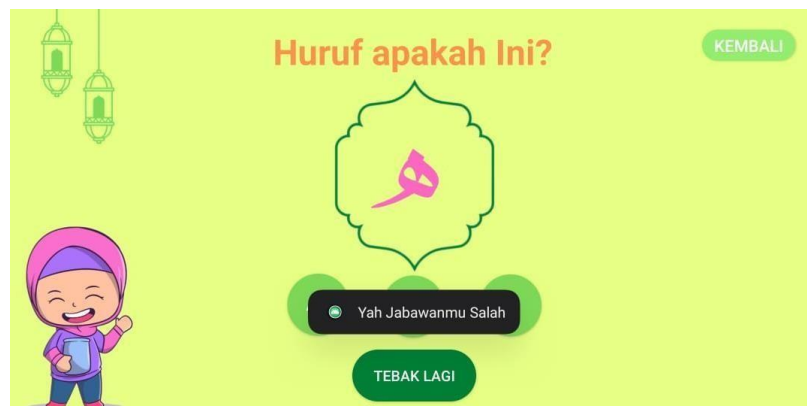 Huruf apakah Ini?
KEMBALI
ﻫ
Yah Jabawanmu Salah
TEBAK LAGI